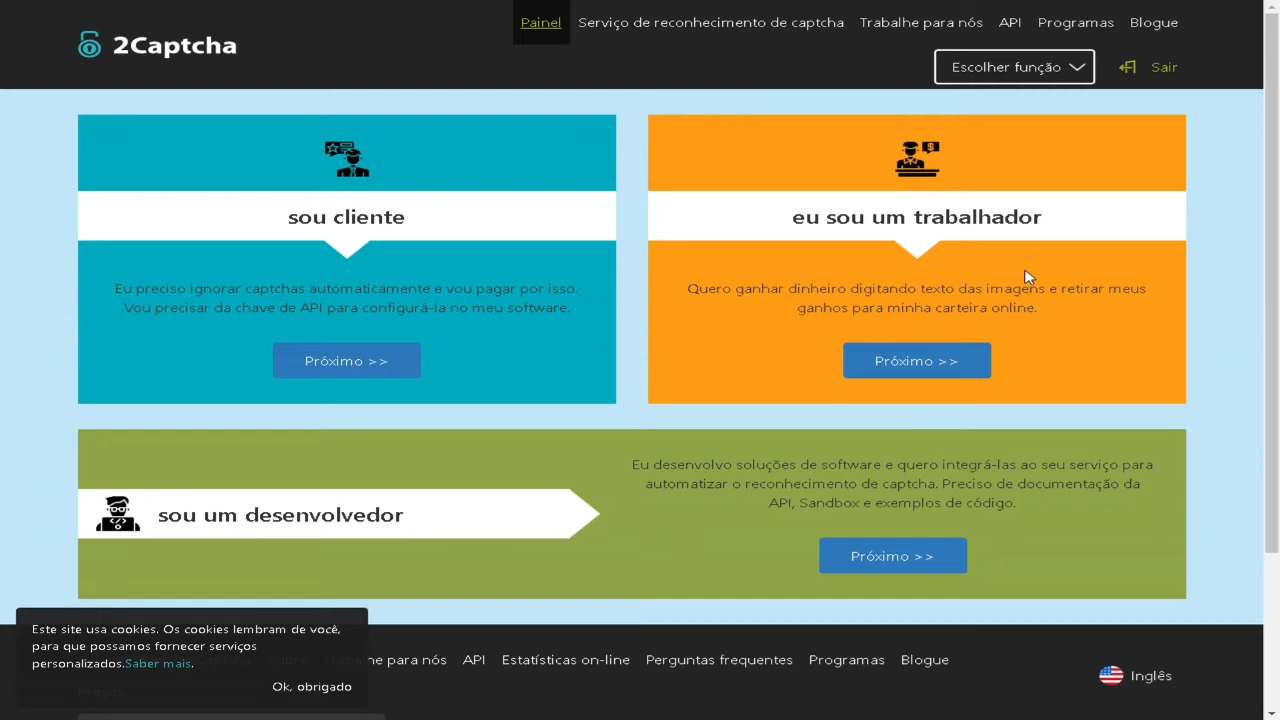 2Captcha
Painel
Serviço de reconhecimento de captcha
Trabalhe para nós
API
Programas
Blogue
Escolher função
Sair
sou cliente
Eu preciso ignorar captchas automaticamente e vou pagar por isso.
Vou precisar da chave de API para configurá-la no meu software.
Próximo >>
eu sou um trabalhador
Quero ganhar dinheiro digitando texto das imagens e retirar meus
ganhos para minha carteira online.
Próximo >>
sou um desenvolvedor
Eu desenvolvo soluções de software e quero integrá-las ao seu serviço para
automatizar o reconhecimento de captcha. Preciso de documentação da
API, Sandbox e exemplos de código.
Próximo >>
Este site usa cookies. Os cookies lembram de você,
para que possamos fornecer serviços
personalizados.Saber mais.
Ok, obrigado
Trabalhe para nós
API
Estatísticas on-line
Perguntas frequentes
Programas
Blogue
Inglês